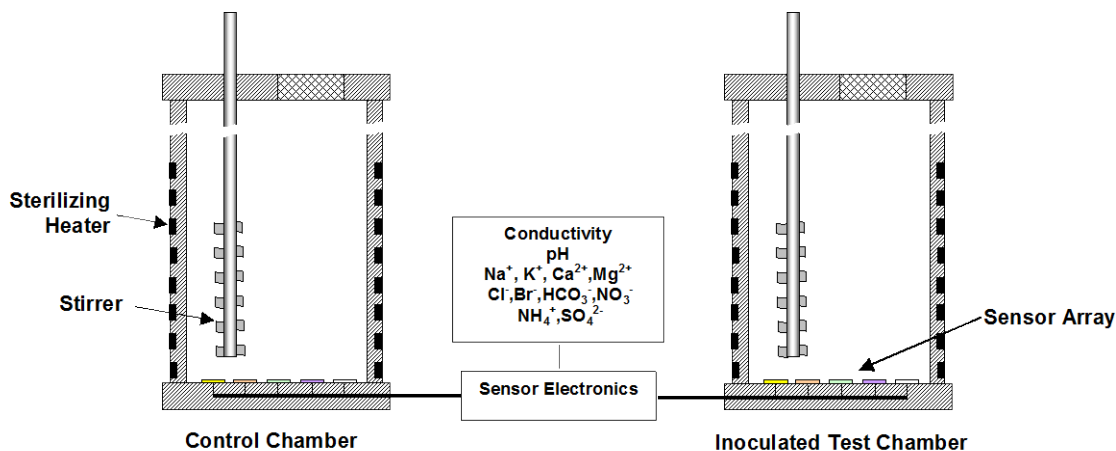 Sterilizing
Heater
Stirrer
Conductivity
pH
Na⁺, K⁺, Ca²⁺,Mg²⁺
Cl⁻,Br⁻,HCO₃⁻,NO₃⁻
NH₄⁺,SO₄²⁻
Sensor Array
Sensor Electronics
Control Chamber
Inoculated Test Chamber